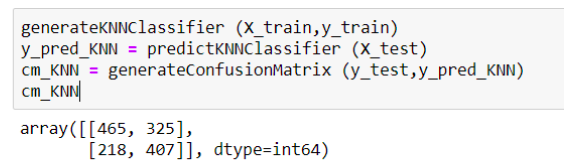 generateKNNClassifier (X_train,y_train)
y_pred_KNN = predictKNNClassifier (X_test)
cm_KNN = generateConfusionMatrix (y_test,y_pred_KNN)
cm_KNN
array([[465, 325],
       [218, 407]], dtype=int64)